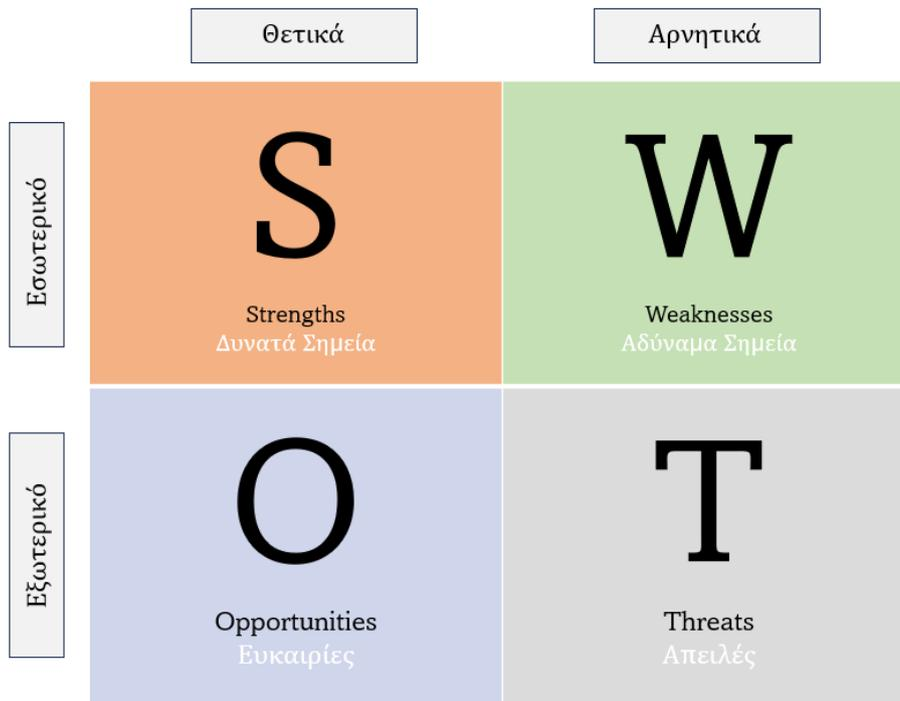 Θετικά
Αρνητικά
Εσωτερικό
S
Strengths
Δυνατά Σημεία
W
Weaknesses
Αδύναμα Σημεία
Εξωτερικό
O
Opportunities
Ευκαιρίες
T
Threats
Απειλές